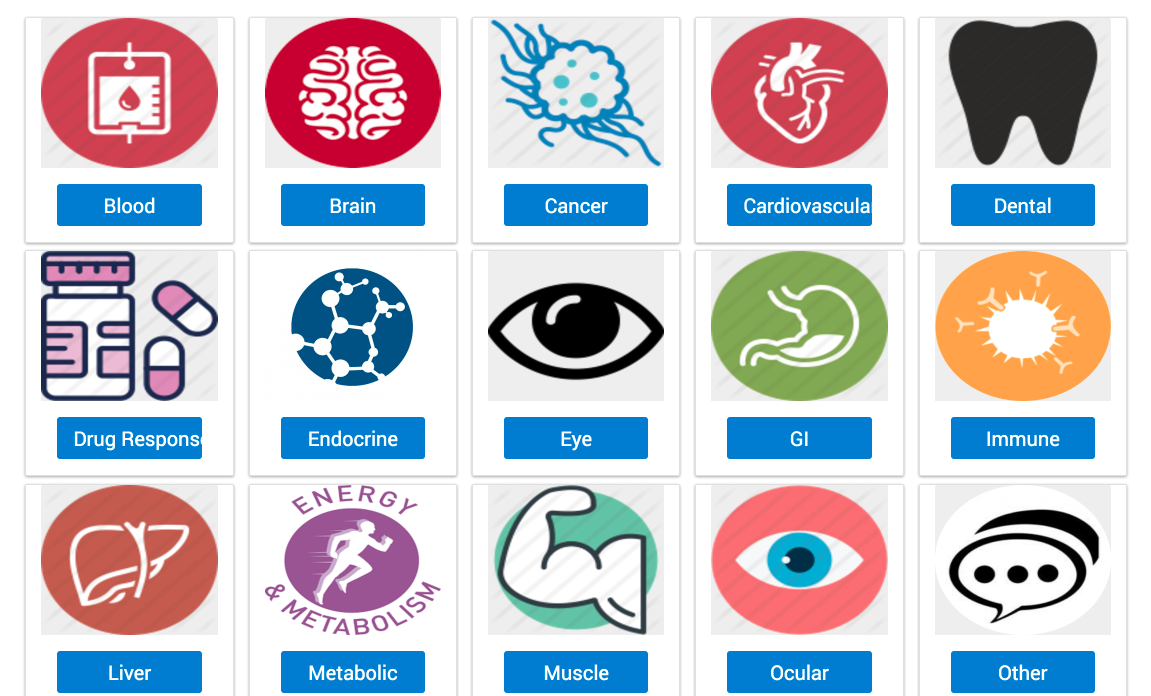 Blood
Brain
Cancer
Cardiovascula
Dental
Drug Respons
Endocrine
Eye
GI
Immune
ENERGY
& METABOLISM
Liver
Metabolic
Muscle
Ocular
Other